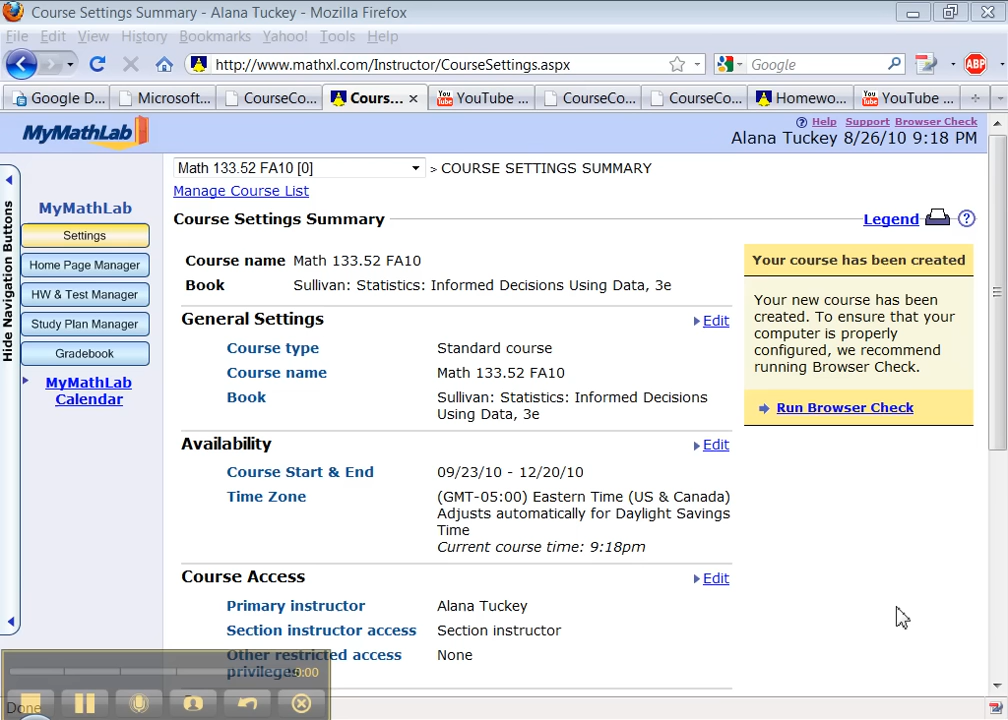 Course Settings Summary - Alana Tuckey - Mozilla Firefox
File Edit View History Bookmarks Yahoo! Tools Help
http://www.mathxl.com/Instructor/CourseSettings.aspx Google ABP
Google D... Microsoft... CourseCo... Cours... YouTube ... CourseCo... CourseCo... Homewo... YouTube ...
MyMathLab
Help Support Browser Check
Alana Tuckey 8/26/10 9:18 PM
Hide Navigation Buttons
MyMathLab
Settings
Home Page Manager
HW & Test Manager
Study Plan Manager
Gradebook
MyMathLab
Calendar
Math 133.52 FA10 [0] > COURSE SETTINGS SUMMARY
Manage Course List
Course Settings Summary Legend
Course name Math 133.52 FA10
Book Sullivan: Statistics: Informed Decisions Using Data, 3e
General Settings Edit
Course type Standard course
Course name Math 133.52 FA10
Book Sullivan: Statistics: Informed Decisions
Using Data, 3e
Availability Edit
Course Start & End 09/23/10 - 12/20/10
Time Zone (GMT-05:00) Eastern Time (US & Canada)
Adjusts automatically for Daylight Savings
Time
Current course time: 9:18pm
Course Access Edit
Primary instructor Alana Tuckey
Section instructor access Section instructor
Other restricted access None
privileges
Your course has been created
Your new course has been
created. To ensure that your
computer is properly
configured, we recommend
running Browser Check.
Run Browser Check
Done